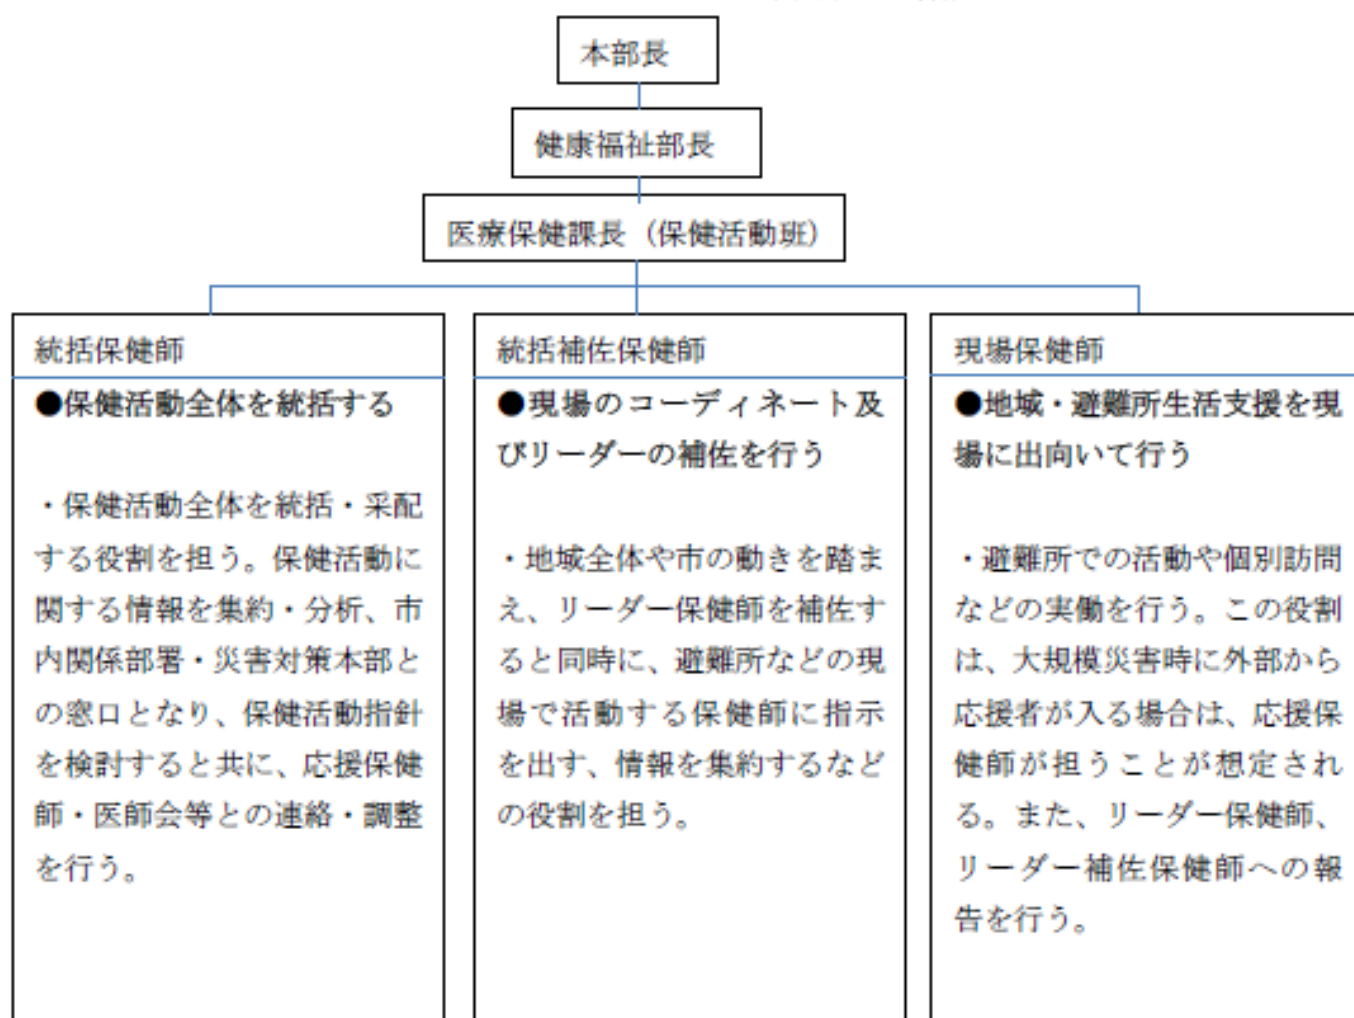 本部長
健康福祉部長
医療保健課長（保健活動班）
統括保健師
●保健活動全体を統括する
・保健活動全体を統括・采配
する役割を担う。保健活動に
関する情報を集約・分析、市
内関係部署・災害対策本部と
の窓口となり、保健活動指針
を検討すると共に、応援保健
師・医師会等との連絡・調整
を行う。
統括補佐保健師
●現場のコーディネート及
びリーダーの補佐を行う
・地域全体や市の動きを踏ま
え、リーダー保健師を補佐す
ると同時に、避難所などの現
場で活動する保健師に指示
を出す、情報を集約するなど
の役割を担う。
現場保健師
●地域・避難所生活支援を現
場に出向いて行う
・避難所での活動や個別訪問
などの実働を行う。この役割
は、大規模災害時に外部から
応援者が入る場合は、応援保
健師が担うことが想定され
る。また、リーダー保健師、
リーダー補佐保健師への報
告を行う。